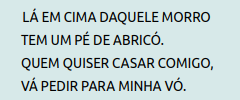 LÁ EM CIMA DAQUELE MORRO
TEM UM PÉ DE ABRICÓ.
QUEM QUISER CASAR COMIGO,
VÁ PEDIR PARA MINHA VÓ.